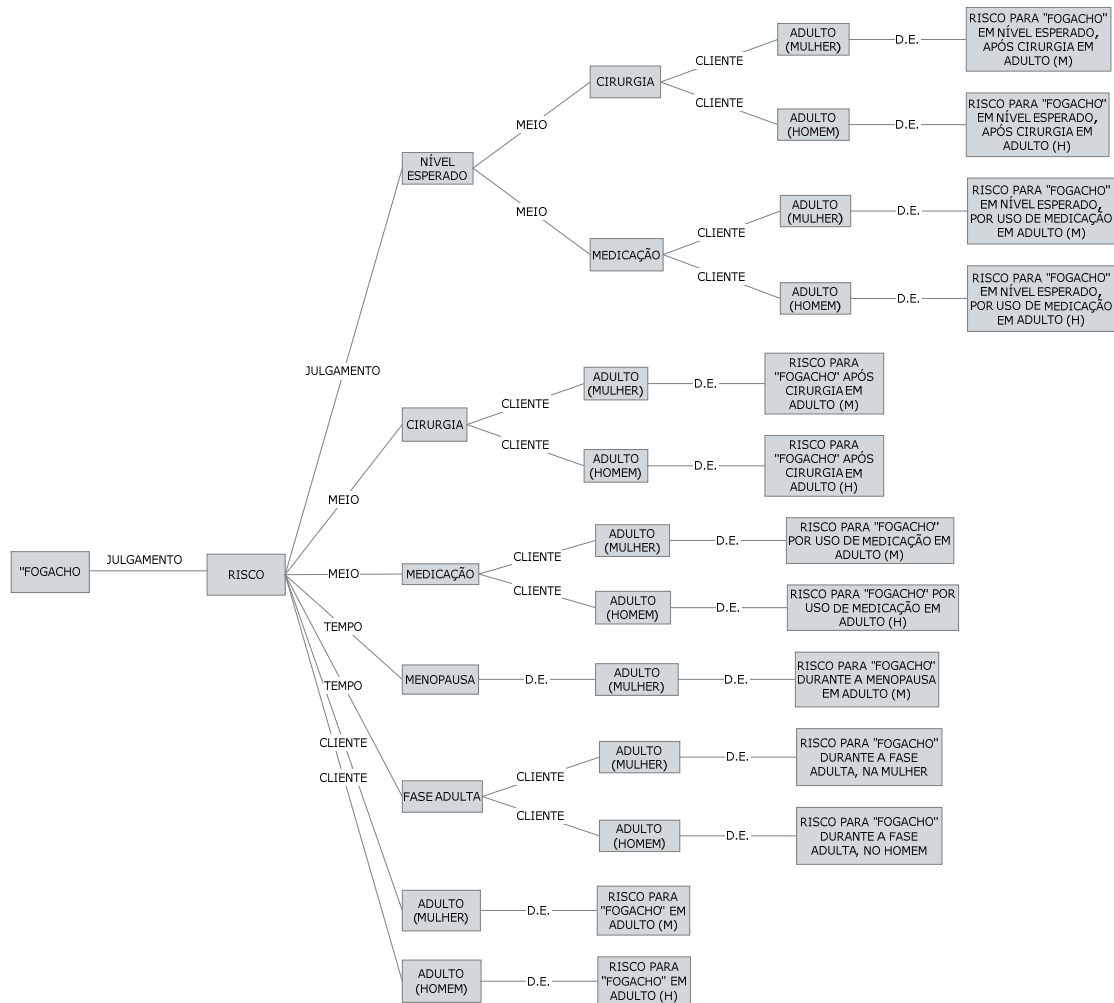 ADULTO
(MULHER)
D.E.
RISCO PARA "FOGACHO"
EM NÍVEL ESPERADO,
APÓS CIRURGIA EM
ADULTO (M)
CLIENTE
CIRURGIA
CLIENTE
ADULTO
(HOMEM)
D.E.
RISCO PARA "FOGACHO"
EM NÍVEL ESPERADO,
APÓS CIRURGIA EM
ADULTO (H)
MEIO
NÍVEL
ESPERADO
MEIO
ADULTO
(MULHER)
D.E.
RISCO PARA "FOGACHO"
EM NÍVEL ESPERADO,
POR USO DE MEDICAÇÃO
EM ADULTO (M)
CLIENTE
MEDICAÇÃO
CLIENTE
ADULTO
(HOMEM)
D.E.
RISCO PARA "FOGACHO"
EM NÍVEL ESPERADO,
POR USO DE MEDICAÇÃO
EM ADULTO (H)
JULGAMENTO
ADULTO
(MULHER)
D.E.
RISCO PARA
"FOGACHO" APÓS
CIRURGIA EM
ADULTO (M)
CLIENTE
CIRURGIA
CLIENTE
ADULTO
(HOMEM)
D.E.
RISCO PARA
"FOGACHO" APÓS
CIRURGIA EM
ADULTO (H)
MEIO
"FOGACHO
JULGAMENTO
RISCO
MEIO
MEDICAÇÃO
CLIENTE
ADULTO
(MULHER)
D.E.
RISCO PARA "FOGACHO"
POR USO DE MEDICAÇÃO EM
ADULTO (M)
CLIENTE
ADULTO
(HOMEM)
D.E.
RISCO PARA "FOGACHO" POR
USO DE MEDICAÇÃO EM
ADULTO (H)
TEMPO
MENOPAUSA
D.E.
ADULTO
(MULHER)
D.E.
RISCO PARA "FOGACHO"
DURANTE A MENOPAUSA
EM ADULTO (M)
TEMPO
FASE ADULTA
CLIENTE
ADULTO
(MULHER)
D.E.
RISCO PARA "FOGACHO"
DURANTE A FASE
ADULTA, NA MULHER
CLIENTE
ADULTO
(HOMEM)
D.E.
RISCO PARA "FOGACHO"
DURANTE A FASE
ADULTA, NO HOMEM
CLIENTE
ADULTO
(MULHER)
D.E.
RISCO PARA
"FOGACHO" EM
ADULTO (M)
CLIENTE
ADULTO
(HOMEM)
D.E.
RISCO PARA
"FOGACHO" EM
ADULTO (H)